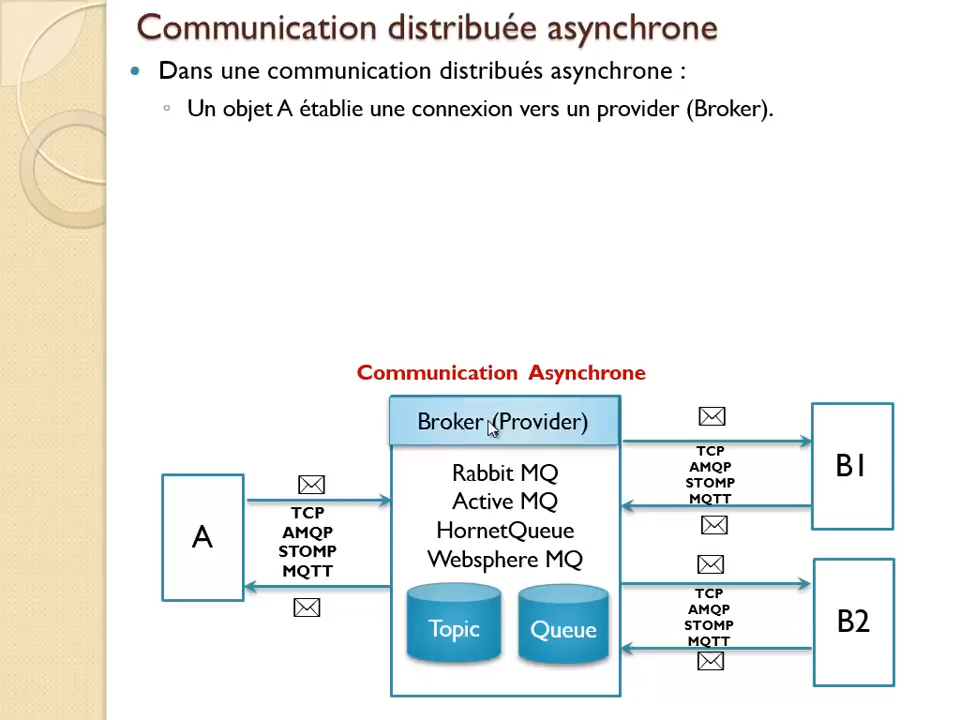 Communication distribuée asynchrone
Dans une communication distribués asynchrone :
Un objet A établie une connexion vers un provider (Broker).
Communication Asynchrone
Broker (Provider)
Rabbit MQ
Active MQ
HornetQueue
Websphere MQ
Topic
Queue
A
TCP
AMQP
STOMP
MQTT
TCP
AMQP
STOMP
MQTT
B1
TCP
AMQP
STOMP
MQTT
B2